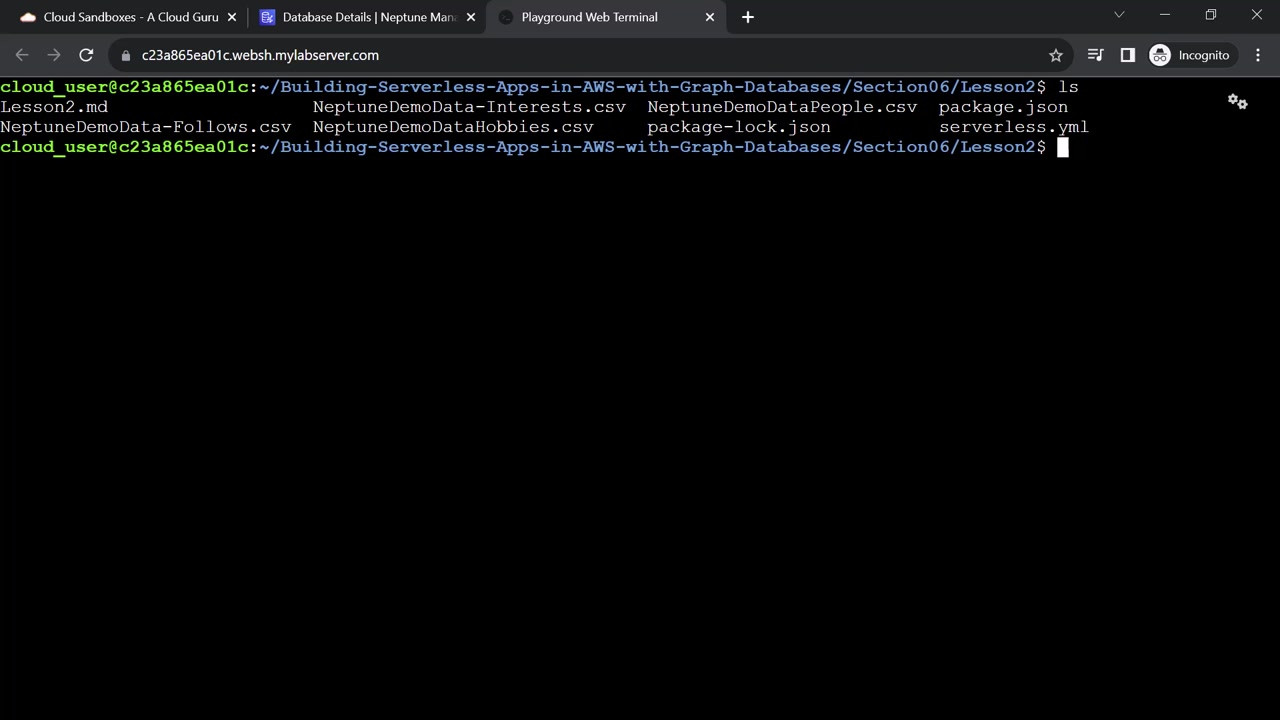 Cloud Sandboxes - A Cloud Guru
Database Details | Neptune Man
Playground Web Terminal
c23a865ea01c.websh.mylabserver.com
Incognito
cloud_user@c23a865ea01c:~/Building-Serverless-Apps-in-AWS-with-Graph-Databases/Section06/Lesson2$ ls
Lesson2.md NeptuneDemoData-Interests.csv NeptuneDemoDataPeople.csv package.json
NeptuneDemoData-Follows.csv NeptuneDemoDataHobbies.csv package-lock.json serverless.yml
cloud_user@c23a865ea01c:~/Building-Serverless-Apps-in-AWS-with-Graph-Databases/Section06/Lesson2$